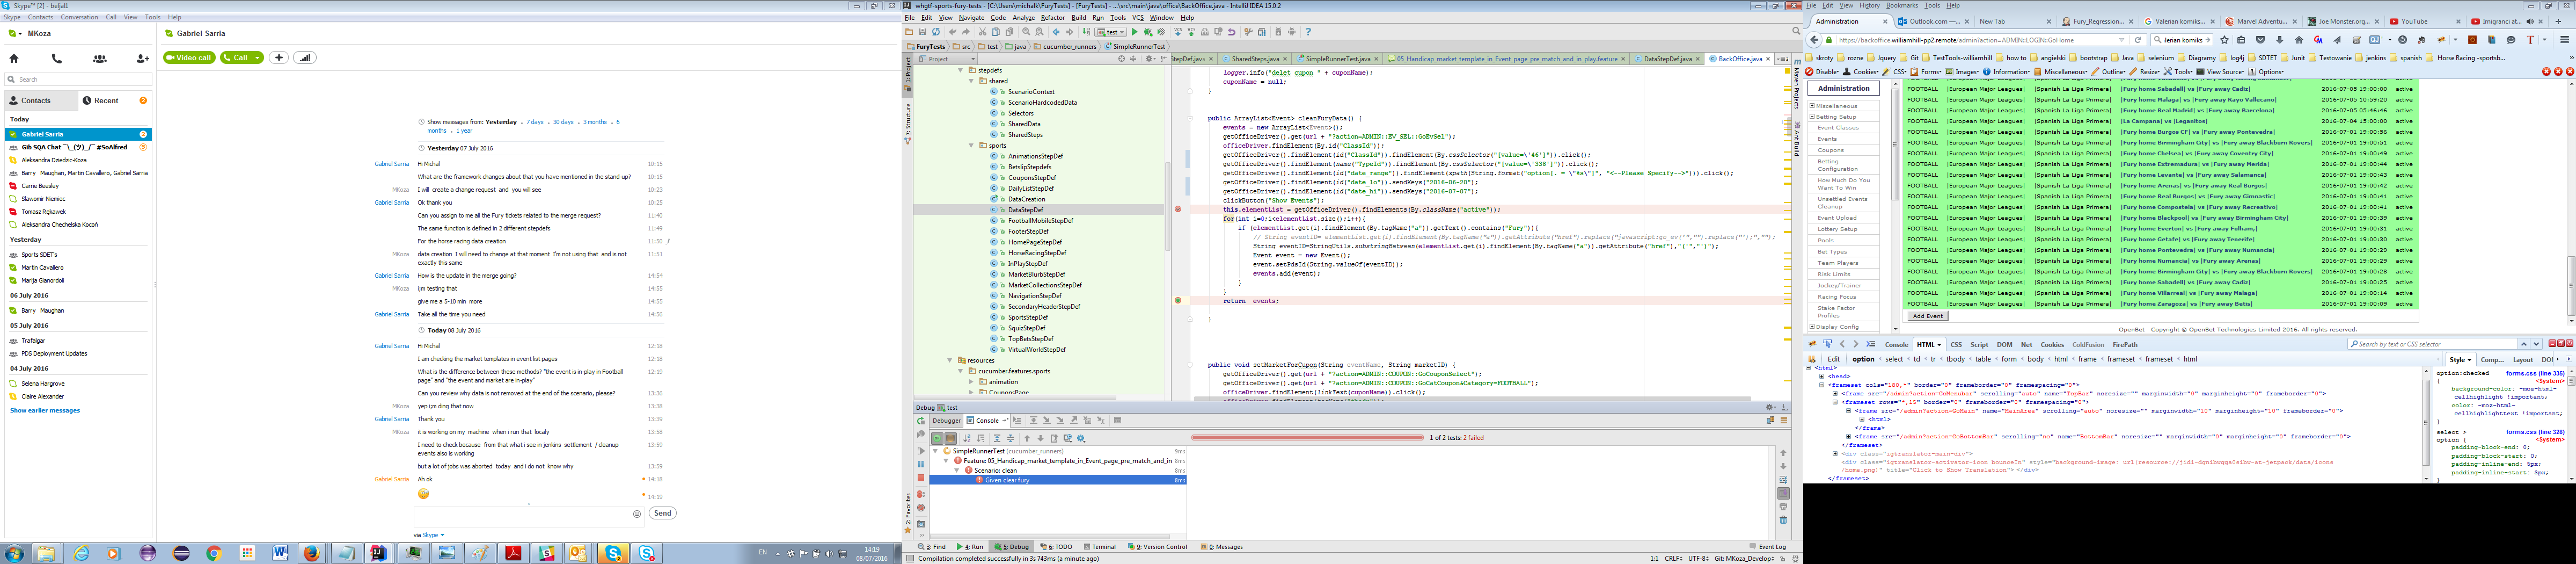 Skype™ [2] - beljal1
Skype Contacts Conversation Call View Tools Help
MKoza
Gabriel Sarria
Video call
Call
Search
Contacts
Recent 2
Today
Gabriel Sarria
Gib SQA Chat ¯\_(ツ)_/¯ #SoAlfred
Aleksandra Dziedzic-Koza
Barry Maughan, Martin Cavallero, Gabriel Sarria
Carrie Beesley
Slawomir Niemiec
Tomasz Rękawek
Aleksandra Chechelska Kocoń
Yesterday
Sports SDET's
Martin Cavallero
Marija Gianordoli
06 July 2016
Barry Maughan
05 July 2016
Trafalgar
PDS Deployment Updates
04 July 2016
Selena Hargrove
Claire Alexander
Show earlier messages
Show messages from: Yesterday • 7 days • 30 days • 3 months • 6 months • 1 year
Yesterday 07 July 2016
Gabriel Sarria Hi Michal 10:15
What are the framework changes about that you have mentioned in the stand-up? 10:15
MKoza I will create a change request and you will see 10:23
Gabriel Sarria Ok thank you 10:25
Can you assign to me all the Fury tickets related to the merge request? 11:40
The same function is defined in 2 different stepdefs 11:49
For the horse racing data creation 11:50
MKoza data creation I will need to change at that moment I'm not using that and is not exactly this same 11:51
Gabriel Sarria How is the update in the merge going? 14:54
MKoza i;m testing that 14:55
give me a 5-10 min more 14:55
Gabriel Sarria Take all the time you need 14:56
Today 08 July 2016
Gabriel Sarria Hi Michal 12:18
I am checking the market templates in event list pages 12:18
What is the difference between these methods? "the event is in-play in Football page" and "the event and market are in-play" 12:19
Can you review why data is not removed at the end of the scenario, please? 13:36
MKoza yep i;m ding that now 13:38
Gabriel Sarria Thank you 13:39
MKoza it is working on my machine when i run that localy 13:58
I need to check because from that what i see in jenkins settlement / cleanup events also is working 13:59
but a lot of jobs was aborted today and i do not know why 13:59
Gabriel Sarria Ah ok 14:18
14:19
Send
via Skype
EN
14:19
08/07/2016
whgtf-sports-fury-tests - [C:\Users\michalk\FuryTests] - [FuryTests] - ...\src\main\java\office\BackOffice.java - IntelliJ IDEA 15.0.2
File Edit View Navigate Code Analyze Refactor Build Run Tools VCS Window Help
FuryTests src test java cucumber_runners SimpleRunnerTest
Project
stepdefs
shared
ScenarioContext
ScenarioHardcodedData
Selectors
SharedData
SharedSteps
sports
AnimationsStepDef
BetslipStepdefs
CouponsStepDef
DailyListStepDef
DataCreation
DataStepDef
FootballMobileStepDef
FooterStepDef
HomePageStepDef
HorseRacingStepDef
InPlayStepDef
MarketBlurbStepDef
MarketCollectionsStepDef
NavigationStepDef
SecondaryHeaderStepDef
SportsStepDef
SquizStepDef
TopBetsStepDef
VirtualWorldStepDef
resources
cucumber.features.sports
animation
CouponsPage
StepDef.java SharedSteps.java SimpleRunnerTest.java 05_Handicap_market_template_in_Event_page_pre_match_and_in_play.feature DataStepDef.java BackOffice.java
logger.info("delet cupon " + cuponName);
cuponName = null;
}
public ArrayList<Event> cleanFuryData() {
events = new ArrayList<Event>();
getOfficeDriver().get(url + "?action=ADMIN::EV_SEL::GoEvSel");
officeDriver.findElement(By.id("ClassId"));
getOfficeDriver().findElement(id("ClassId")).findElement(By.cssSelector("[value=\'46']")).click();
getOfficeDriver().findElement(name("TypeId")).findElement(By.cssSelector("[value=\'338']")).click();
getOfficeDriver().findElement(id("date_range")).findElement(xpath(String.format("option[. = \"%s\"]", "<--Please Specify-->"))).click();
getOfficeDriver().findElement(id("date_lo")).sendKeys("2016-06-20");
getOfficeDriver().findElement(id("date_hi")).sendKeys("2016-07-07");
clickButton("Show Events");
this.elementList = getOfficeDriver().findElements(By.className("active"));
for(int i=0;i<elementList.size();i++){
if (elementList.get(i).findElement(By.tagName("a")).getText().contains("Fury")){
// String eventID= elementList.get(i).findElement(By.tagName("a")).getAttribute("href").replace("javascript:go_ev('","").replace("');","");
String eventID=StringUtils.substringBetween(elementList.get(i).findElement(By.tagName("a")).getAttribute("href"),"('","')");
Event event = new Event();
event.setPdsId(String.valueOf(eventID));
events.add(event);
}
}
return events;
}
public void setMarketForCupon(String eventName, String marketID) {
getOfficeDriver().get(url + "?action=ADMIN::COUPON::GoCouponSelect");
getOfficeDriver().get(url + "?action=ADMIN::COUPON::GoCatCoupon&Category=FOOTBALL");
officeDriver.findElement(linkText(cuponName)).click();
Debug test
Debugger Console
1 of 2 tests: 2 failed
SimpleRunnerTest (cucumber_runners) 8ms
Feature: 05_Handicap_market_template_in_Event_page_pre_match_and_in 8ms
Scenario: clean 8ms
Given clear fury 8ms
3: Find 4: Run 5: Debug 6: TODO Terminal 9: Version Control 0: Messages Event Log
Compilation completed successfully in 3s 743ms (a minute ago) 1:1 CRLF÷ UTF-8÷ Git: MKoza_Develop÷
File Edit View History Bookmarks Tools Help
Administration Outlook.com —... New Tab Fury_Regression... Valerian komiks... Marvel Adventu... Joe Monster.org... YouTube Imigranci at...
https://backoffice.williamhill-pp2.remote/admin?action=ADMIN::LOGIN::GoHome
lerian komiks
skroty rozne Jquery Git TestTools-williamhill how to angielski bootstrap Java selenium Diagramy log4j SDTET Junit Testowanie jenkins spanish Horse Racing -sportsb...
Disable Cookies CSS Forms Images Information Miscellaneous Outline Resize Tools View Source Options
Administration
Miscellaneous
Betting Setup
Event Classes
Events
Coupons
Betting Configuration
How Much Do You Want To Win
Unsettled Events Cleanup
Event Upload
Lottery Setup
Pools
Bet Types
Team Players
Risk Limits
Jockey/Trainer
Racing Focus
Stake Factor Profiles
Display Config
FOOTBALL |European Major Leagues| |Spanish La Liga Primera| |Fury home Sabadell| vs |Fury away Cadiz| 2016-07-05 19:00:00 active
FOOTBALL |European Major Leagues| |Spanish La Liga Primera| |Fury home Malaga| vs |Fury away Rayo Vallecano| 2016-07-05 10:59:20 active
FOOTBALL |European Major Leagues| |Spanish La Liga Primera| |Fury home Real Madrid| vs |Fury away Barcelona| 2016-07-05 05:46:46 active
FOOTBALL |European Major Leagues| |Spanish La Liga Primera| |La Campana| vs |Leganitos| 2016-07-04 15:00:00 active
FOOTBALL |European Major Leagues| |Spanish La Liga Primera| |Fury home Burgos CF| vs |Fury away Pontevedra| 2016-07-01 19:00:56 active
FOOTBALL |European Major Leagues| |Spanish La Liga Primera| |Fury home Birmingham City| vs |Fury away Blackburn Rovers| 2016-07-01 19:00:51 active
FOOTBALL |European Major Leagues| |Spanish La Liga Primera| |Fury home Chelsea| vs |Fury away Coventry City| 2016-07-01 19:00:49 active
FOOTBALL |European Major Leagues| |Spanish La Liga Primera| |Fury home Extremadura| vs |Fury away Merida| 2016-07-01 19:00:44 active
FOOTBALL |European Major Leagues| |Spanish La Liga Primera| |Fury home Levante| vs |Fury away Salamanca| 2016-07-01 19:00:43 active
FOOTBALL |European Major Leagues| |Spanish La Liga Primera| |Fury home Arenas| vs |Fury away Real Burgos| 2016-07-01 19:00:42 active
FOOTBALL |European Major Leagues| |Spanish La Liga Primera| |Fury home Real Burgos| vs |Fury away Gimnastic| 2016-07-01 19:00:41 active
FOOTBALL |European Major Leagues| |Spanish La Liga Primera| |Fury home Compostela| vs |Fury away Recreativo| 2016-07-01 19:00:41 active
FOOTBALL |European Major Leagues| |Spanish La Liga Primera| |Fury home Blackpool| vs |Fury away Birmingham City| 2016-07-01 19:00:39 active
FOOTBALL |European Major Leagues| |Spanish La Liga Primera| |Fury home Everton| vs |Fury away Fulham,| 2016-07-01 19:00:31 active
FOOTBALL |European Major Leagues| |Spanish La Liga Primera| |Fury home Getafe| vs |Fury away Tenerife| 2016-07-01 19:00:30 active
FOOTBALL |European Major Leagues| |Spanish La Liga Primera| |Fury home Pontevedra| vs |Fury away Numancia| 2016-07-01 19:00:29 active
FOOTBALL |European Major Leagues| |Spanish La Liga Primera| |Fury home Numancia| vs |Fury away Arenas| 2016-07-01 19:00:29 active
FOOTBALL |European Major Leagues| |Spanish La Liga Primera| |Fury home Birmingham City| vs |Fury away Blackburn Rovers| 2016-07-01 19:00:28 active
FOOTBALL |European Major Leagues| |Spanish La Liga Primera| |Fury home Sabadell| vs |Fury away Cadiz| 2016-07-01 19:00:25 active
FOOTBALL |European Major Leagues| |Spanish La Liga Primera| |Fury home Villarreal| vs |Fury away Malaga| 2016-07-01 19:00:14 active
FOOTBALL |European Major Leagues| |Spanish La Liga Primera| |Fury home Zaragoza| vs |Fury away Betis| 2016-07-01 19:00:09 active
Add Event
OpenBet Copyright © OpenBet Technologies Limited 2016. All rights reserved.
Console HTML CSS Script DOM Net Cookies ColdFusion FirePath
Search by text or CSS selector
Edit option < select < td < tr < tbody < table < form < body < html < frame < frameset < frameset < html
Style Comp... Layout DOM
<html>
<head>
<frameset cols="180,*" border="0" frameborder="0" framespacing="0">
<frame src="/admin?action=GoMenubar" scrolling="auto" name="TopBar" noresize="" marginwidth="0" marginheight="0" frameborder="0">
<frameset rows="*,15" border="0" frameborder="0" framespacing="0">
<frame src="/admin?action=GoMain" name="MainArea" scrolling="auto" noresize="" marginwidth="10" marginheight="10" frameborder="0">
<html>
</frame>
<frame src="/admin?action=GoBottomBar" scrolling="no" name="BottomBar" noresize="" marginwidth="0" marginheight="0" frameborder="0">
</frameset>
<div class="igtranslator-main-div">
</frameset>
option:checked forms.css (line 335)
{ <System>
background-color: -moz-html-cellhighlight !important;
color: -moz-html-cellhighlighttext !important;
}
select > option { forms.css (line 328)
<System>
padding-block-end: 0;
padding-block-start: 0;
padding-inline-end: 5px;
padding-inline-start: 3px;
}